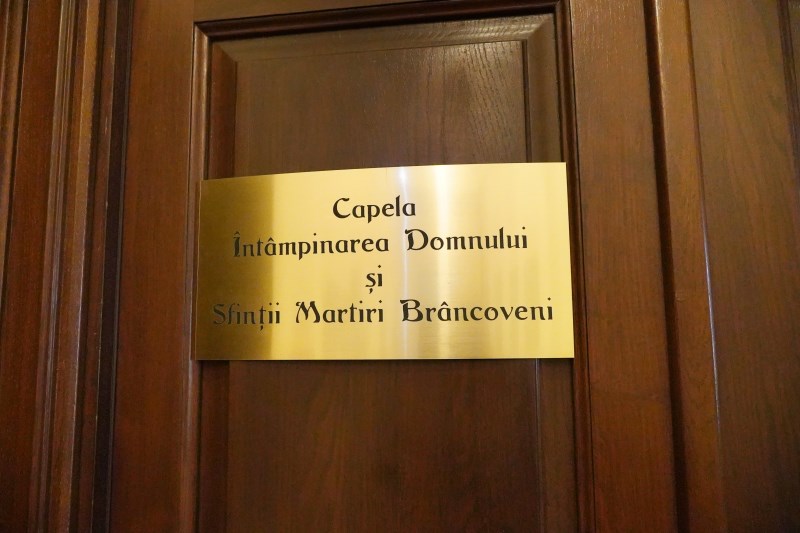 Capela
Întâmpinarea Domnului
și
Sfinții Martiri Brâncoveni